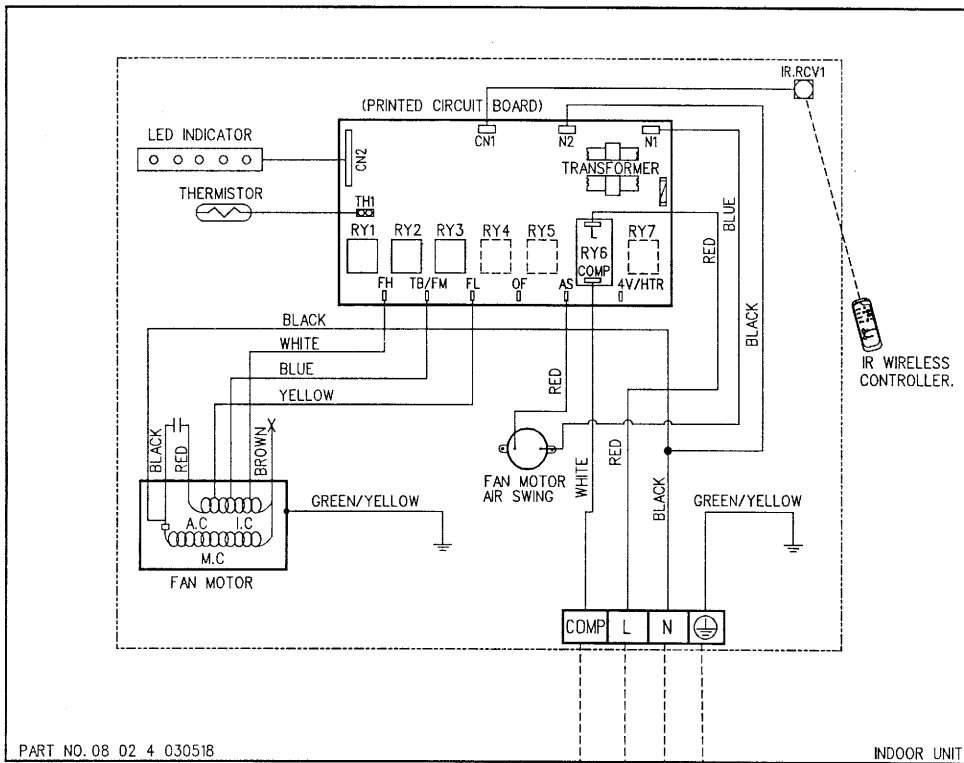 IR.RCV1
(PRINTED CIRCUIT BOARD)
LED INDICATOR
CN2
CN1
N2
N1
TRANSFORMER
THERMISTOR
TH1
BLUE
RED
RY1
RY2
RY3
RY4
RY5
L
RY6
COMP
RY7
FH
TB/FM
FL
OF
AS
4V/HTR
BLACK
BLACK
WHITE
BLUE
YELLOW
RED
IR WIRELESS
CONTROLLER.
BLACK
RED
BROWN
FAN MOTOR
AIR SWING
WHITE
RED
BLACK
GREEN/YELLOW
GREEN/YELLOW
A.C
I.C
M.C
FAN MOTOR
COMP
L
N
PART NO. 08 02 4 030518
INDOOR UNIT